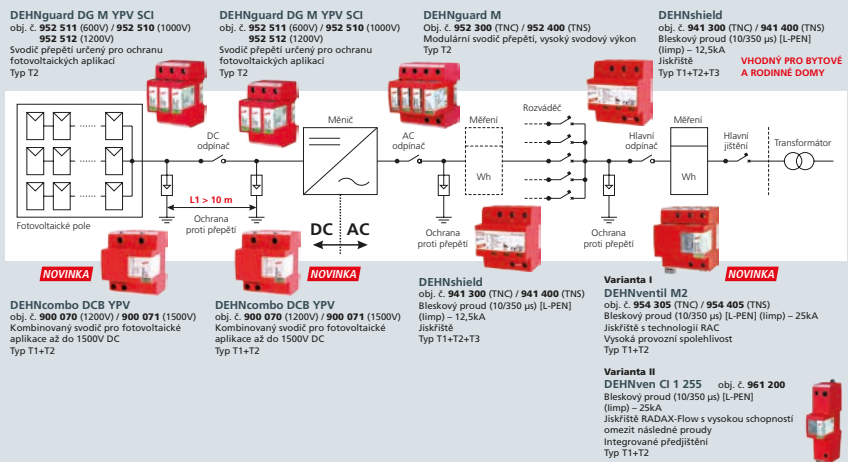 DEHNguard DG M YPV SCI
obj. č. 952 511 (600V) / 952 510 (1000V)
952 512 (1200V)
Svodič přepětí určený pro ochranu
fotovoltaických aplikací
Typ T2
DEHNguard DG M YPV SCI
obj. č. 952 511 (600V) / 952 510 (1000V)
952 512 (1200V)
Svodič přepětí určený pro ochranu
fotovoltaických aplikací
Typ T2
DEHNguard M
Obj. č. 952 300 (TNC) / 952 400 (TNS)
Modulární svodič přepětí, vysoký svodový výkon
Typ T2
DEHNshield
obj. č. 941 300 (TNC) / 941 400 (TNS)
Bleskový proud (10/350 µs) [L-PEN]
(Iimp) – 12,5kA
Jiskřiště
Typ T1+T2+T3
VHODNÝ PRO BYTOVÉ
A RODINNÉ DOMY
DC
odpínač
Měnič
AC
odpínač
Měření
Wh
Rozváděč
Hlavní
odpínač
Měření
Wh
Hlavní
jištění
Transformátor
L1 > 10 m
Fotovoltaické pole
Ochrana
proti přepětí
DC
AC
Ochrana
proti přepětí
Ochrana
proti přepětí
NOVINKA
NOVINKA
NOVINKA
DEHNcombo DCB YPV
obj. č. 900 070 (1200V) / 900 071 (1500V)
Kombinovaný svodič pro fotovoltaické
aplikace až do 1500V DC
Typ T1+T2
DEHNcombo DCB YPV
obj. č. 900 070 (1200V) / 900 071 (1500V)
Kombinovaný svodič pro fotovoltaické
aplikace až do 1500V DC
Typ T1+T2
DEHNshield
obj. č. 941 300 (TNC) / 941 400 (TNS)
Bleskový proud (10/350 µs) [L-PEN]
(Iimp) – 12,5kA
Jiskřiště
Typ T1+T2+T3
Varianta I
DEHNventil M2
obj. č. 954 305 (TNC) / 954 405 (TNS)
Bleskový proud (10/350 µs) [L-PEN] (Iimp) – 25kA
Jiskřiště s technologií RAC
Vysoká provozní spolehlivost
Typ T1+T2
Varianta II
DEHNven CI 1 255 obj. č. 961 200
Bleskový proud (10/350 µs) [L-PEN]
(Iimp) – 25kA
Jiskřiště RADAX-Flow s vysokou schopností
omezit následné proudy
Integrované předjištění
Typ T1+T2